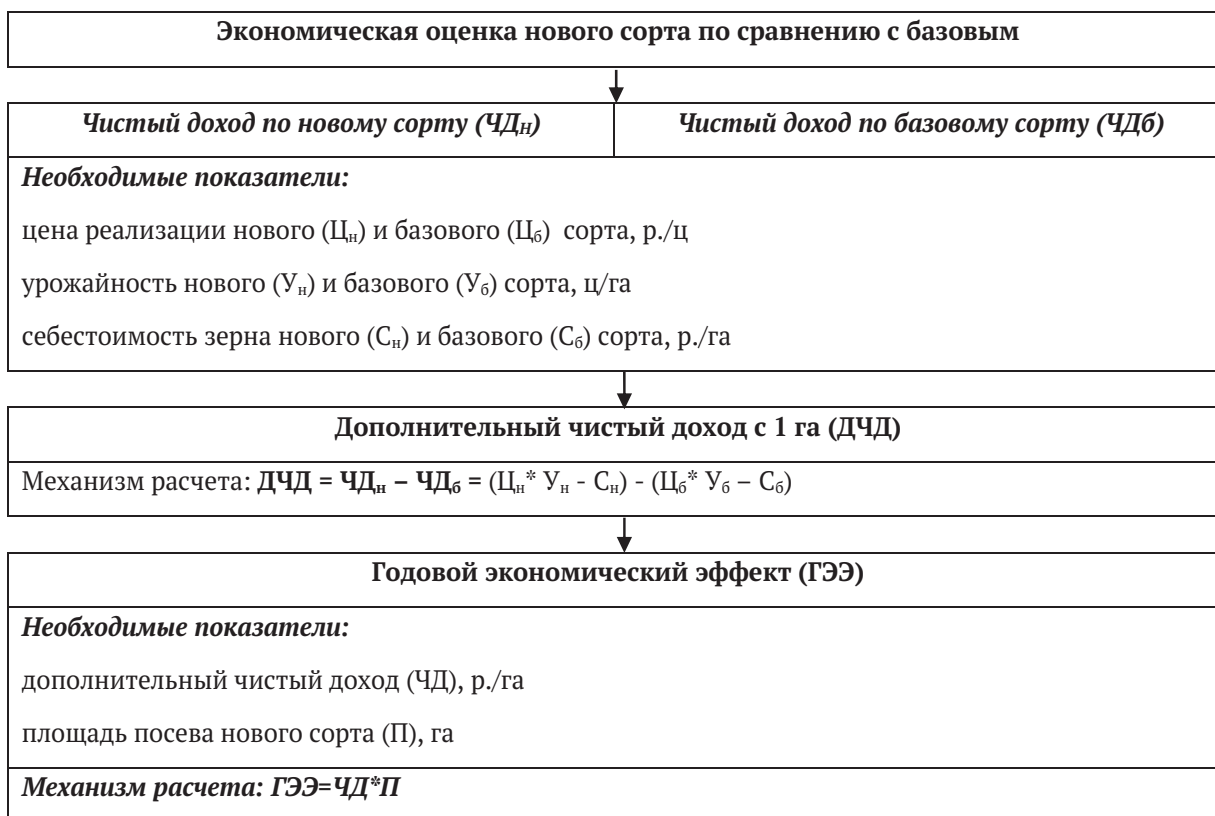 Экономическая оценка нового сорта по сравнению с базовым
Чистый доход по новому сорту (ЧДН) Чистый доход по базовому сорту (ЧДб)
Необходимые показатели:
цена реализации нового (Цн) и базового (Цб) сорта, р./ц
урожайность нового (Ун) и базового (Уб) сорта, ц/га
себестоимость зерна нового (Сн) и базового (Сб) сорта, р./га
Дополнительный чистый доход с 1 га (ДЧД)
Механизм расчета: ДЧД = ЧДн – ЧДб = (Цн* Ун - Сн) - (Цб* Уб – Сб)
Годовой экономический эффект (ГЭЭ)
Необходимые показатели:
дополнительный чистый доход (ЧД), р./га
площадь посева нового сорта (П), га
Механизм расчета: ГЭЭ=ЧД*П